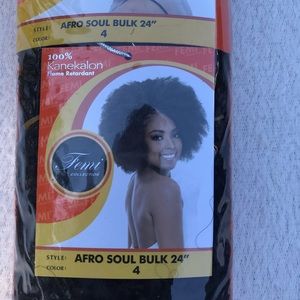 STYLE: AFRO SOUL BULK 24"
COLOR: 4
100%
Kanekalon
Flame Retardant
Femi
COLLECTION
STYLE: AFRO SOUL BULK 24"
COLOR: 4